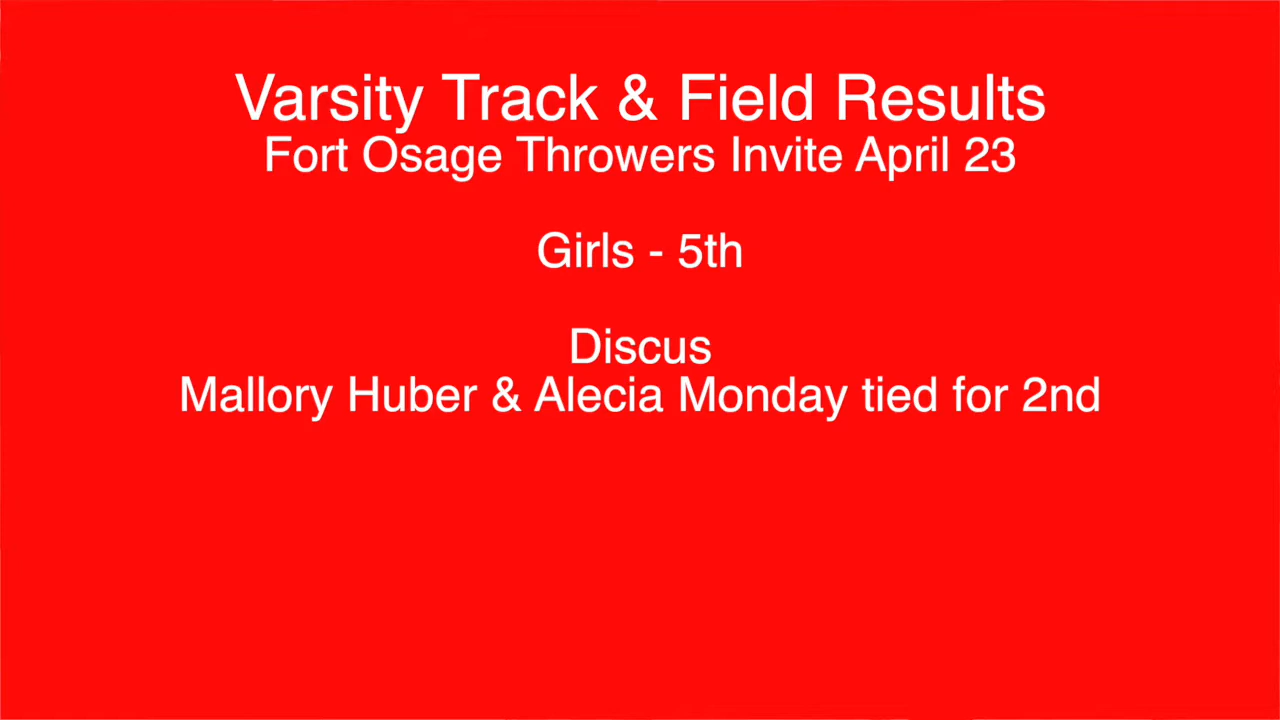 Varsity Track & Field Results
Fort Osage Throwers Invite April 23
Girls - 5th
Discus
Mallory Huber & Alecia Monday tied for 2nd